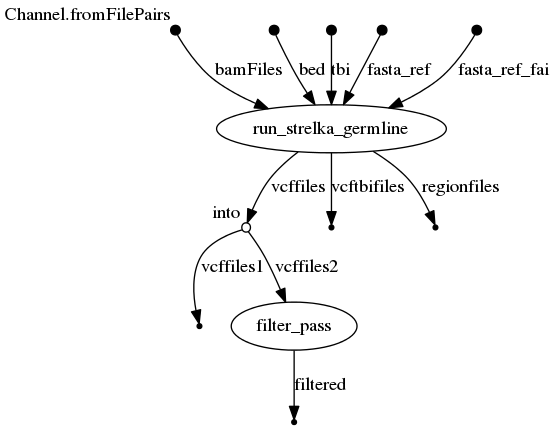 Channel.fromFilePairs
bamFiles bed tbi fasta_ref fasta_ref_fai
run_strelka_germline
vcffiles vcftbifiles regionfiles
into
vcffiles1 vcffiles2
filter_pass
filtered